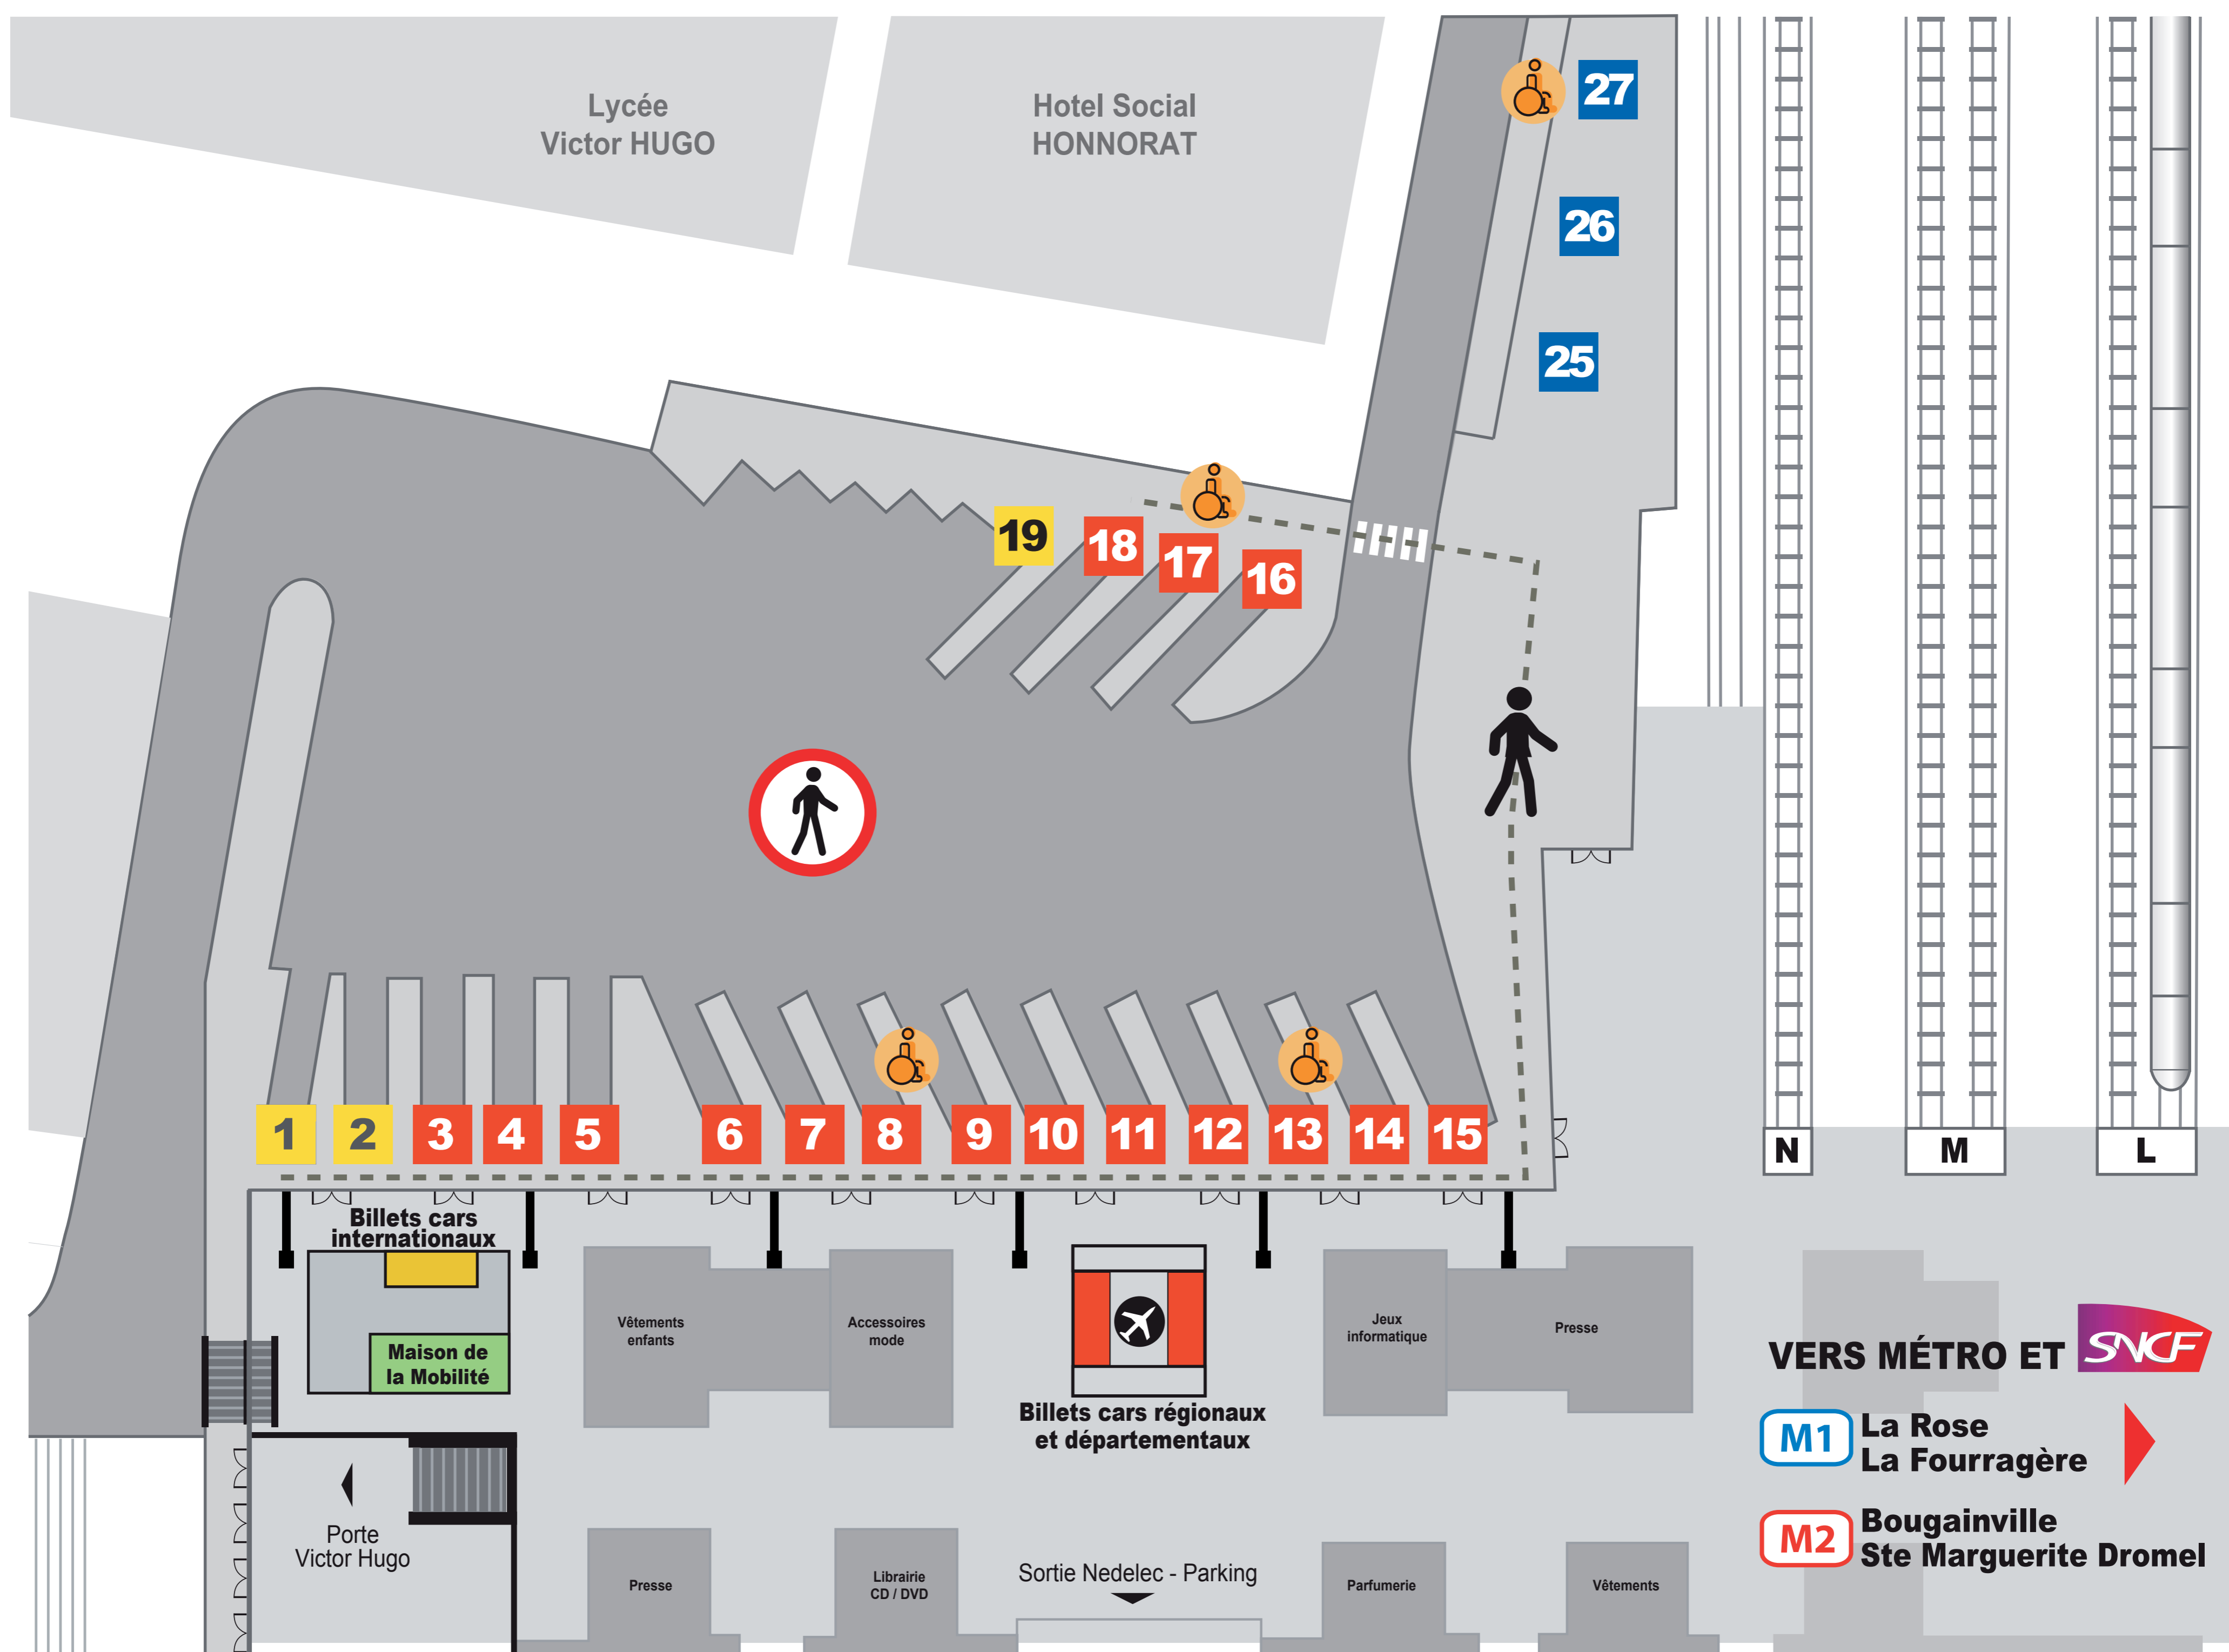 Lycée
Victor HUGO
Hotel Social
HONNORAT
27
26
25
19
18
17
16
1
2
3
4
5
6
7
8
9
10
11
12
13
14
15
N
M
L
Billets cars
internationaux
Maison de
la Mobilité
Vêtements
enfants
Accessoires
mode
Billets cars régionaux
et départementaux
Jeux
informatique
Presse
VERS MÉTRO ET SNCF
M1 La Rose
La Fourragère
M2 Bougainville
Ste Marguerite Dromel
Porte
Victor Hugo
Presse
Librairie
CD / DVD
Sortie Nedelec - Parking
Parfumerie
Vêtements